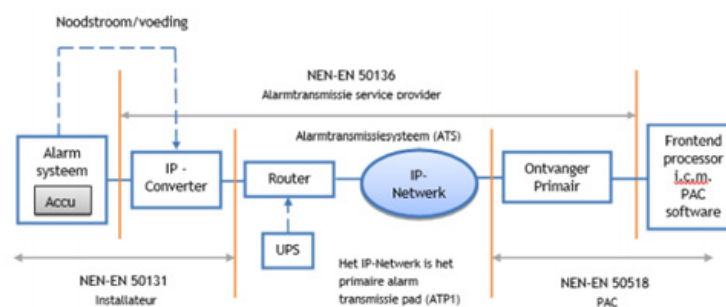 Noodstroom/voeding
NEN-EN 50136
Alarmtransmissie service provider
Alarmtransmissiesysteem (ATS)
Alarm
systeem
Accu
IP -
Converter
Router
IP-
Netwerk
Ontvanger
Primair
Frontend
processor
i.c.m.
PAC
software
UPS
Het IP-Netwerk is het
primaire alarm
transmissie pad (ATP1)
NEN-EN 50131
Installateur
NEN-EN 50518
PAC